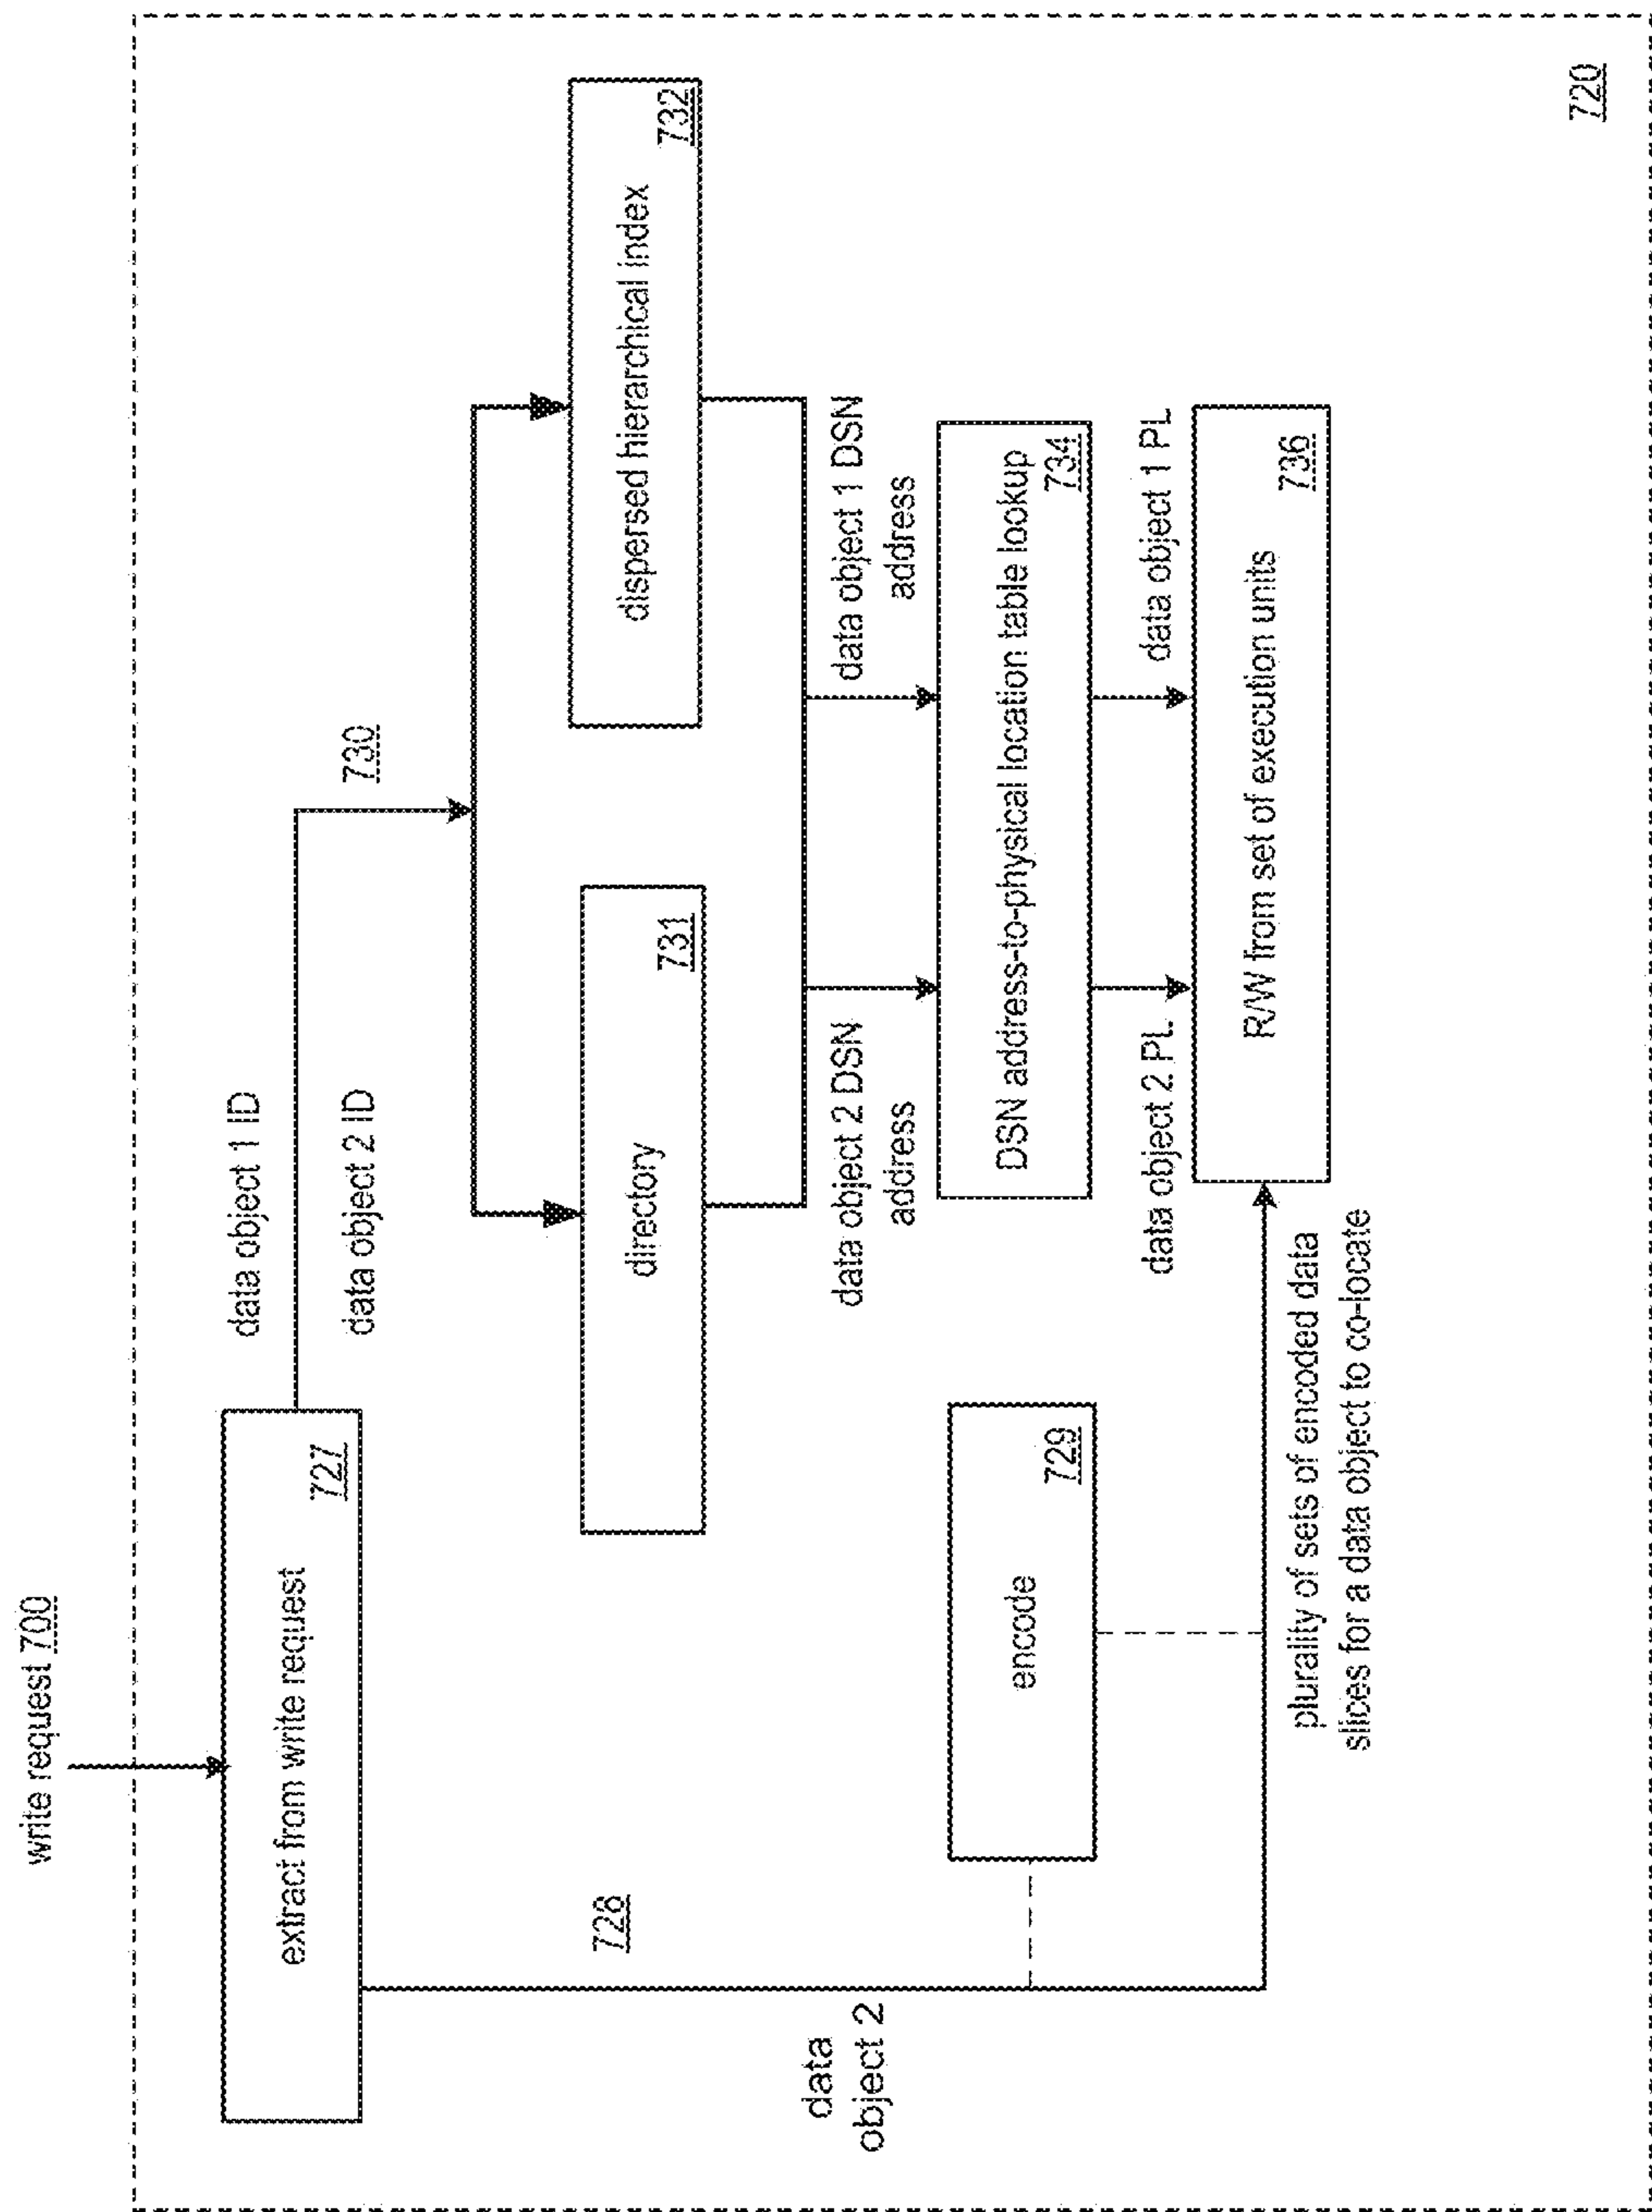 write request 700
extract from write request
727
data object 1 ID
data object 2 ID
730
728
directory
731
dispersed hierarchical index
732
data
object 2
data object 2 DSN
address
data object 1 DSN
address
encode
729
DSN address-to-physical location table lookup
734
data object 2 PL
data object 1 PL
R/W from set of execution units
736
plurality of sets of encoded data
slices for a data object to co-locate
720